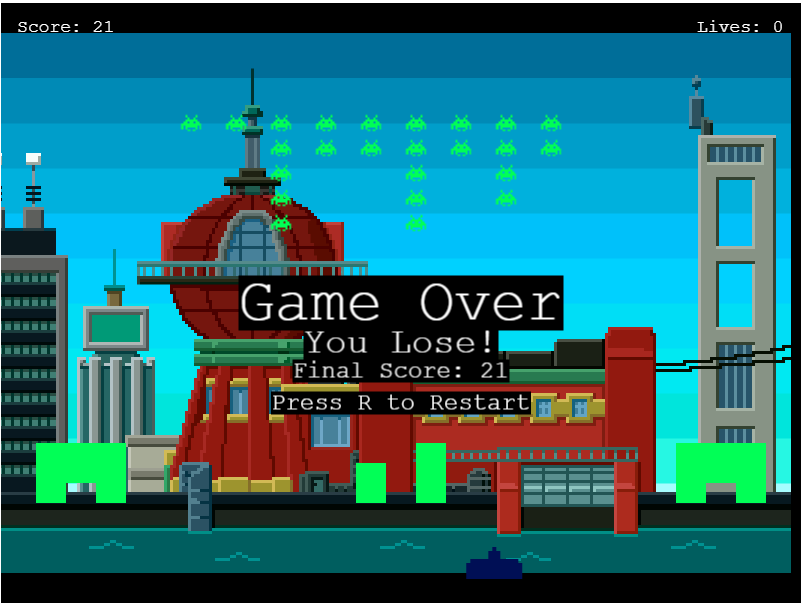 Score: 21
Lives: 0
Game Over
You Lose!
Final Score: 21
Press R to Restart